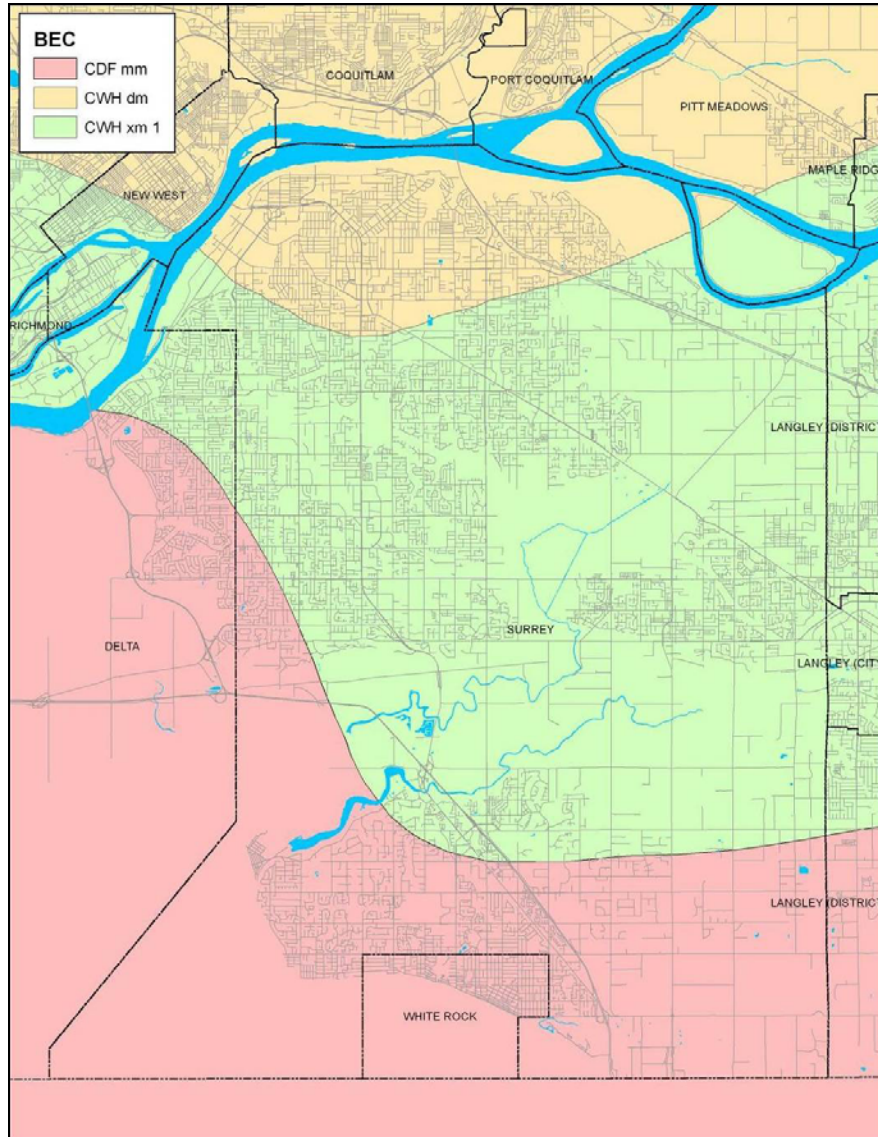 BEC
CDF mm
CWH dm
CWH xm 1
COQUITLAM
PORT COQUITLAM
PITT MEADOWS
MAPLE RIDG
NEW WEST
RICHMOND
LANGLEY (DISTRICT
DELTA
SURREY
LANGLEY (CITY
LANGLEY (DISTRICT
WHITE ROCK